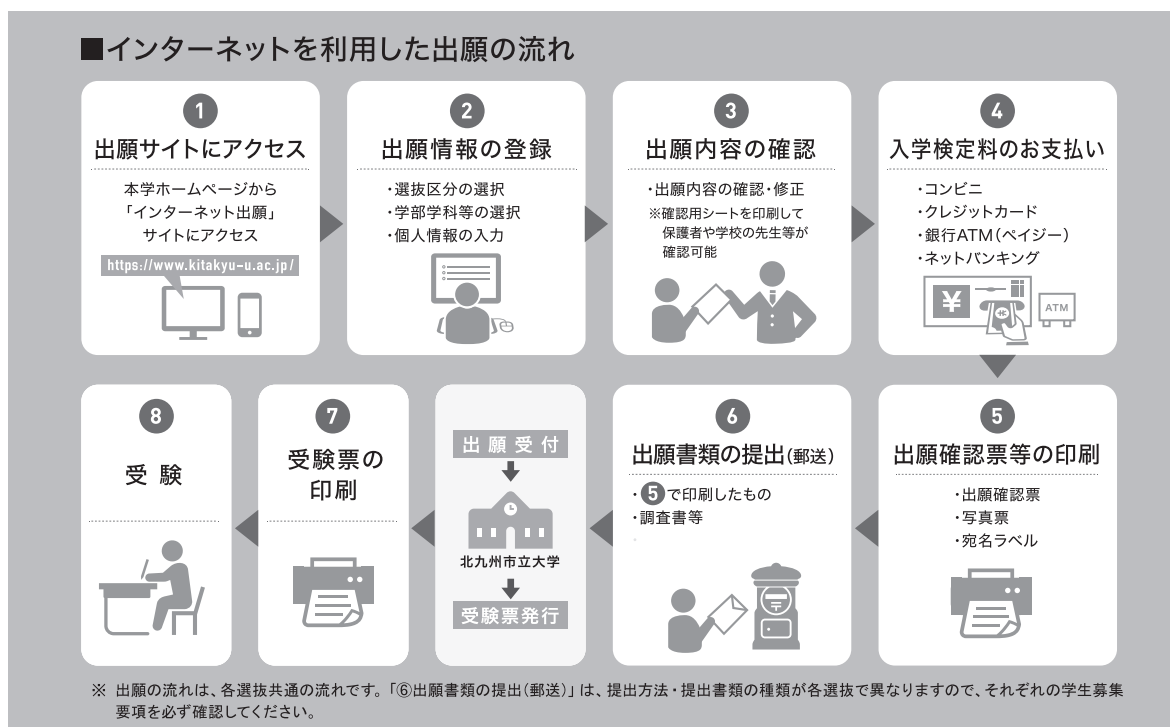 ■インターネットを利用した出願の流れ
1
出願サイトにアクセス
本学ホームページから
「インターネット出願」
サイトにアクセス
https://www.kitakyu-u.ac.jp/
2
出願情報の登録
・選抜区分の選択
・学部学科等の選択
・個人情報の入力
3
出願内容の確認
・出願内容の確認・修正
※確認用シートを印刷して
保護者や学校の先生等が
確認可能
4
入学検定料のお支払い
・コンビニ
・クレジットカード
・銀行ATM(ペイジー)
・ネットバンキング
¥
ATM
5
出願確認票等の印刷
・出願確認票
・写真票
・宛名ラベル
6
出願書類の提出(郵送)
・5で印刷したもの
・調査書等
〒
出願受付
北九州市立大学
受験票発行
7
受験票の
印刷
8
受験
※ 出願の流れは、各選抜共通の流れです。「⑥出願書類の提出(郵送)」は、提出方法・提出書類の種類が各選抜で異なりますので、それぞれの学生募集
要項を必ず確認してください。